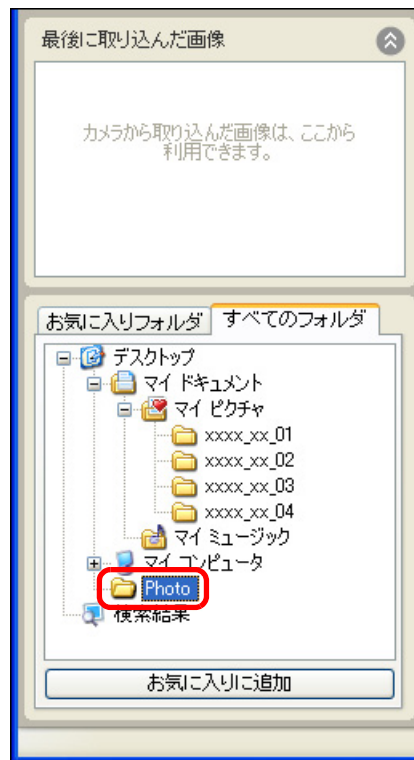 最後に取り込んだ画像
カメラから取り込んだ画像は、ここから
利用できます。
お気に入りフォルダ すべてのフォルダ
デスクトップ
マイ ドキュメント
マイ ピクチャ
xxxx_xx_01
xxxx_xx_02
xxxx_xx_03
xxxx_xx_04
マイ ミュージック
マイ コンピュータ
Photo
検索結果
お気に入りに追加